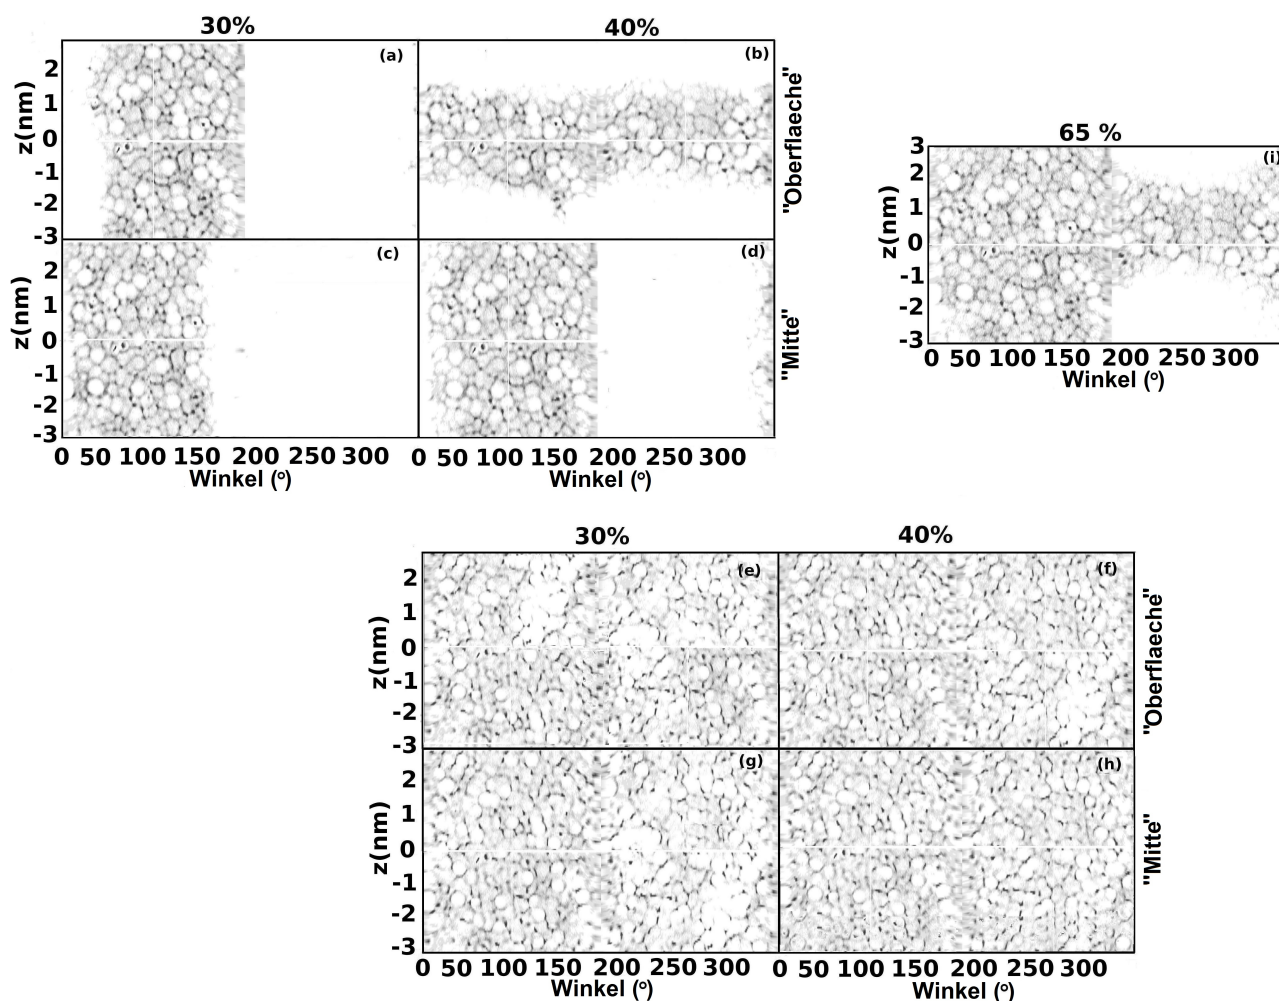 30% 40%
(a) (b)
z(nm) 2 1 0 -1 -2 -3
"Oberflaeche"
(c) (d)
z(nm) 2 1 0 -1 -2 -3
"Mitte"
0 50 100 150 200 250 300 0 50 100 150 200 250 300
Winkel (º) Winkel (º)
65 %
(i)
z(nm) 3 2 1 0 -1 -2 -3
0 50 100 150 200 250 300
Winkel (º)
30% 40%
(e) (f)
z(nm) 2 1 0 -1 -2 -3
"Oberflaeche"
(g) (h)
z(nm) 2 1 0 -1 -2 -3
"Mitte"
0 50 100 150 200 250 300 0 50 100 150 200 250 300
Winkel (º) Winkel (º)